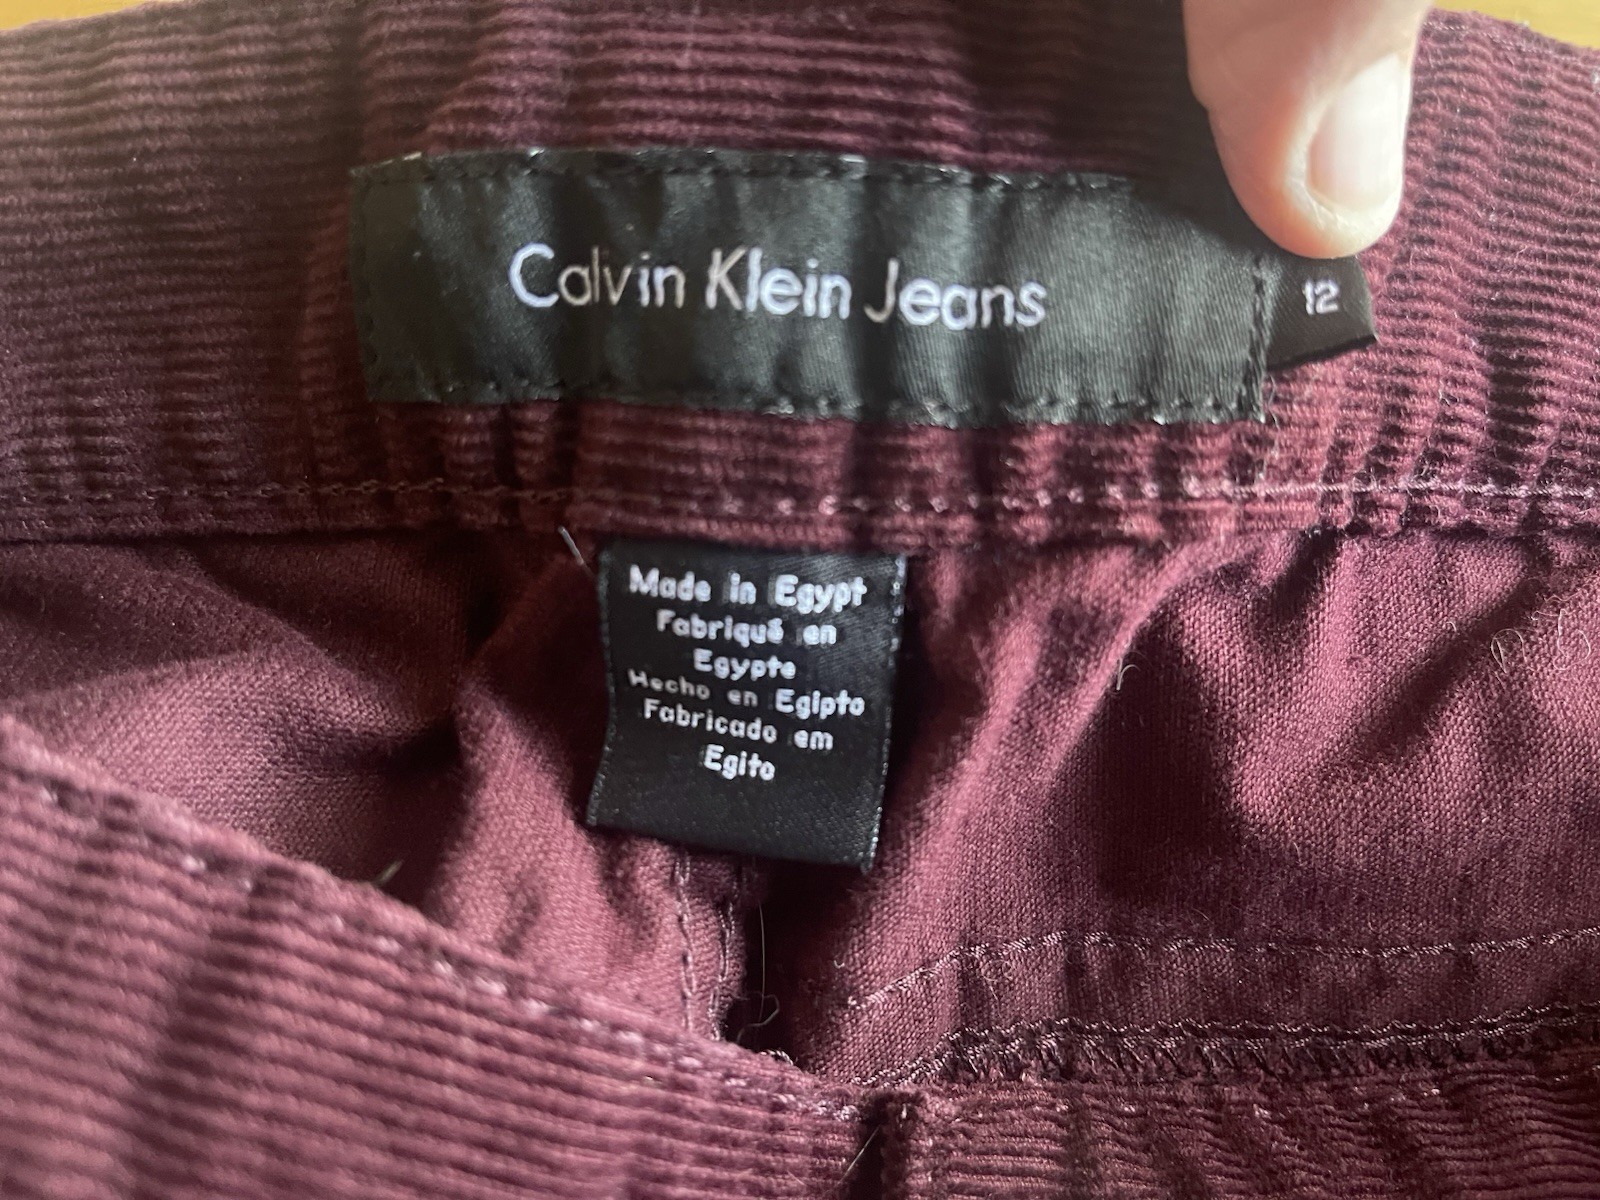 Calvin Klein Jeans
12
Made in Egypt
Fabriqué en
Egypte
Hecho en Egipto
Fabricado em
Egito